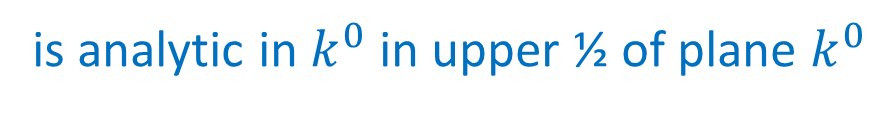 is analytic in k⁰ in upper ½ of plane k⁰